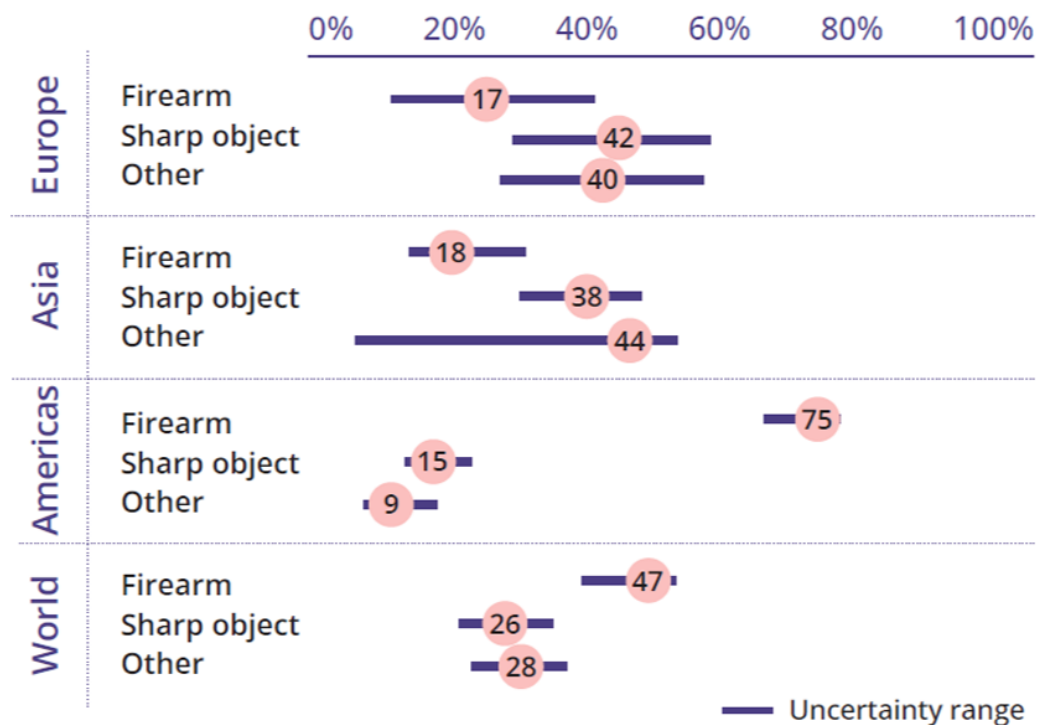 0% 20% 40% 60% 80% 100%
Europe
Firearm 17
Sharp object 42
Other 40
Asia
Firearm 18
Sharp object 38
Other 44
Americas
Firearm 75
Sharp object 15
Other 9
World
Firearm 47
Sharp object 26
Other 28
Uncertainty range